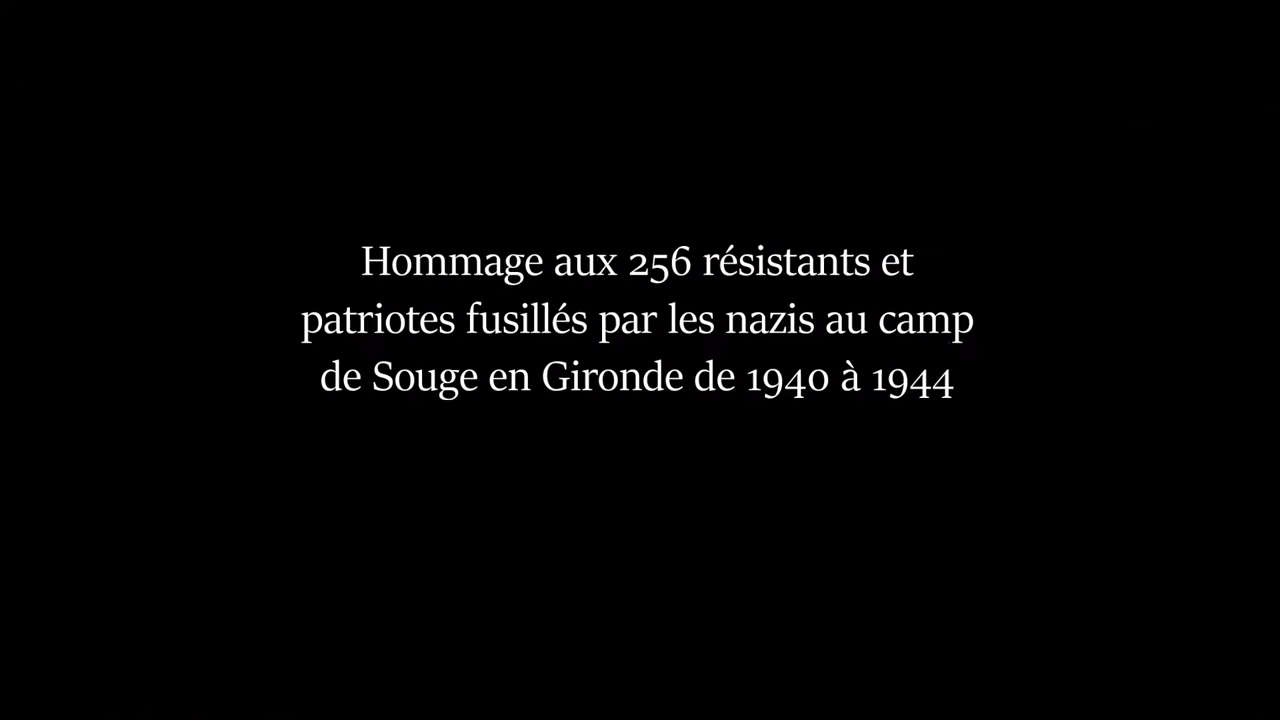 Hommage aux 256 résistants et
patriotes fusillés par les nazis au camp
de Souge en Gironde de 1940 à 1944